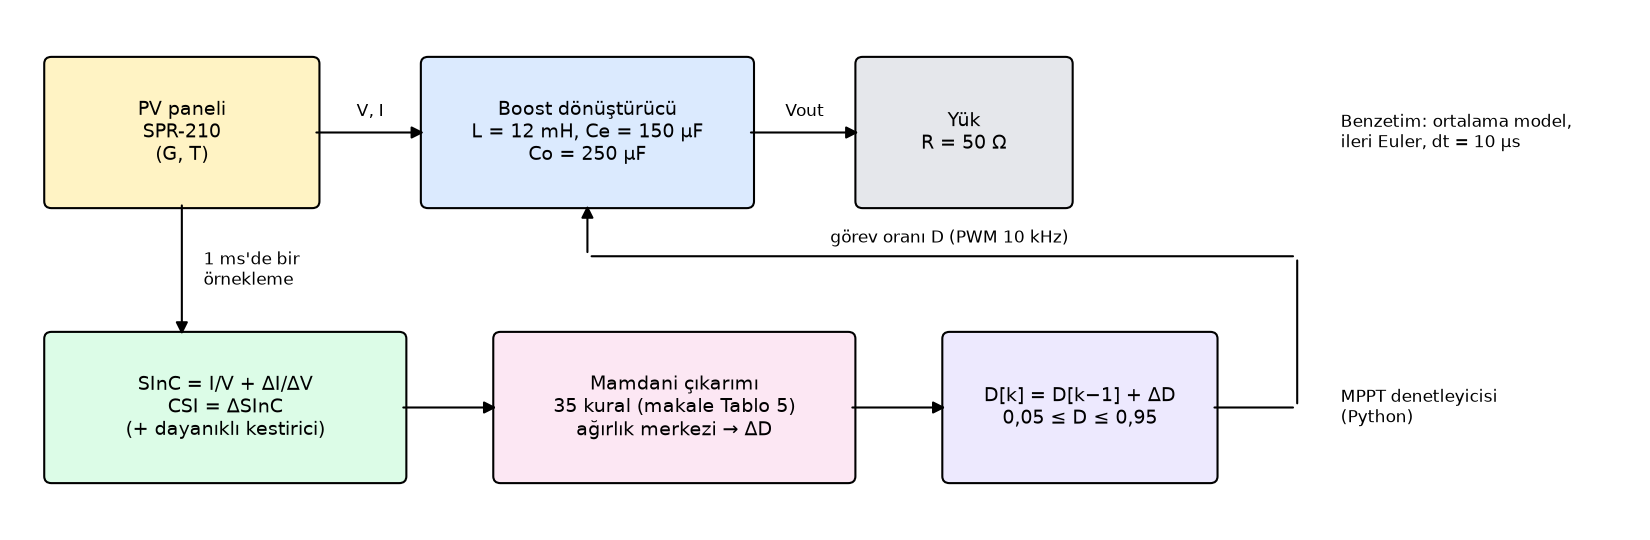 PV paneli
SPR-210
(G, T)
V, I
Boost dönüştürücü
L = 12 mH, Ce = 150 µF
Co = 250 µF
Vout
Yük
R = 50 Ω
Benzetim: ortalama model,
ileri Euler, dt = 10 µs
görev oranı D (PWM 10 kHz)
1 ms'de bir
örnekleme
SInC = I/V + ΔI/ΔV
CSI = ΔSInC
(+ dayanıklı kestirici)
Mamdani çıkarımı
35 kural (makale Tablo 5)
ağırlık merkezi → ΔD
D[k] = D[k−1] + ΔD
0,05 ≤ D ≤ 0,95
MPPT denetleyicisi
(Python)